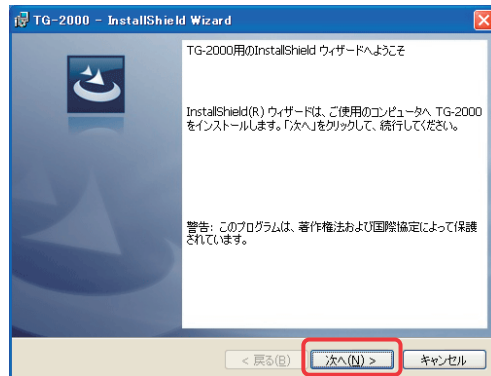 TG-2000 - InstallShield Wizard
TG-2000用のInstallShield ウィザードへようこそ
InstallShield(R) ウィザードは、ご使用のコンピュータへ TG-2000
をインストールします。「次へ」をクリックして、続行してください。
警告: このプログラムは、著作権法および国際協定によって保護
されています。
< 戻る(B) 次へ(N) > キャンセル